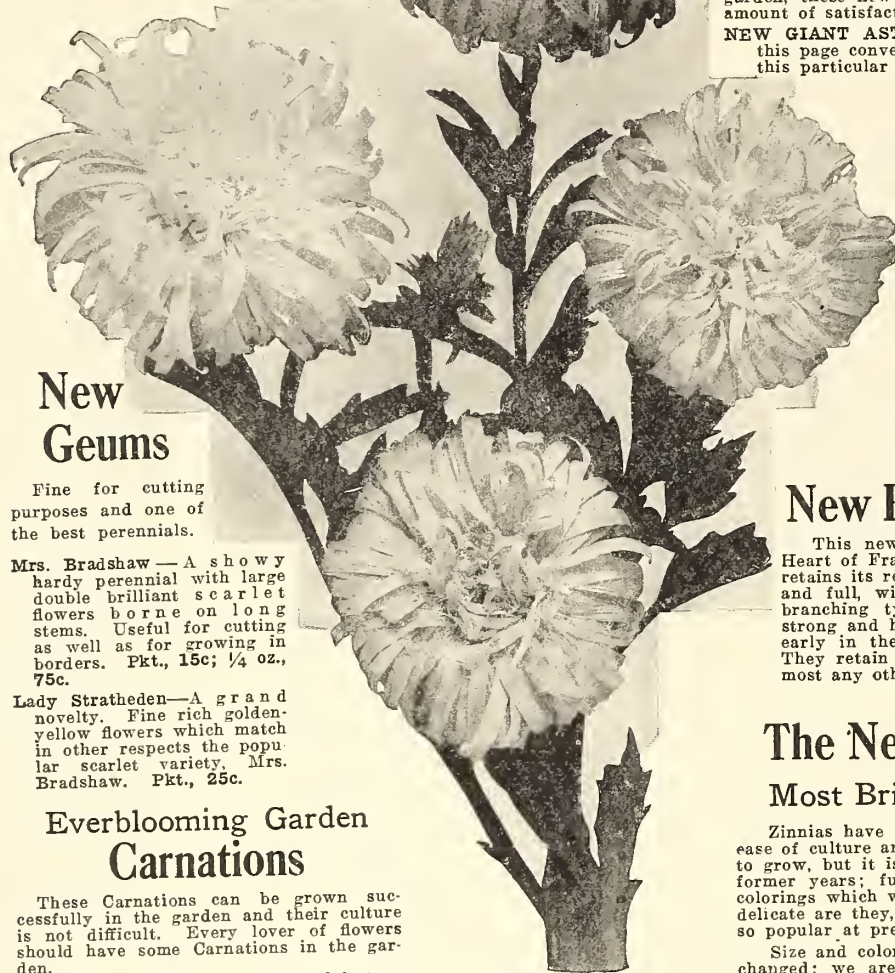 amount of satisfact
NEW GIANT AST
this page conve
this particular
New
Geums
Fine for cutting
purposes and one of
the best perennials.
Mrs. Bradshaw—A showy
hardy perennial with large
double brilliant scarlet
flowers borne on long
stems. Useful for cutting
as well as for growing in
borders. Pkt., 15c; ¼ oz.,
75c.
Lady Stratheden—A grand
novelty. Fine rich golden-
yellow flowers which match
in other respects the popu
lar scarlet variety, Mrs.
Bradshaw. Pkt., 25c.
Everblooming Garden
Carnations
These Carnations can be grown suc-
cessfully in the garden and their culture
is not difficult. Every lover of flowers
should have some Carnations in the gar-
den.
New
This new
Heart of Fra
retains its re
and full, wi
branching ty
strong and h
early in the
They retain
most any oth
The Ne
Most Bri
Zinnias have
ease of culture an
to grow, but it is
former years; fu
colorings which w
delicate are they,
so popular at pre
Size and colo
changed; we are